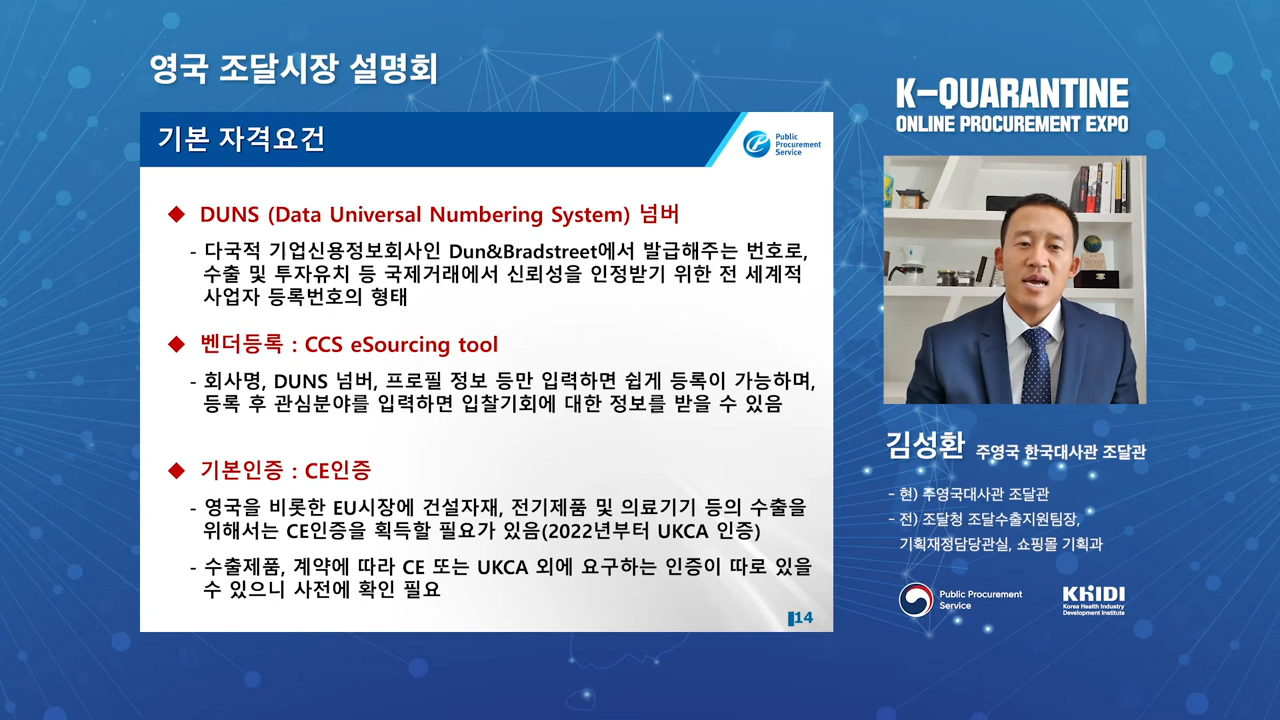 영국 조달시장 설명회
기본 자격요건
Public
Procurement
Service
◆ DUNS (Data Universal Numbering System) 넘버
- 다국적 기업신용정보회사인 Dun&Bradstreet에서 발급해주는 번호로,
수출 및 투자유치 등 국제거래에서 신뢰성을 인정받기 위한 전 세계적
사업자 등록번호의 형태
◆ 벤더등록 : CCS eSourcing tool
- 회사명, DUNS 넘버, 프로필 정보 등만 입력하면 쉽게 등록이 가능하며,
등록 후 관심분야를 입력하면 입찰기회에 대한 정보를 받을 수 있음
◆ 기본인증 : CE인증
- 영국을 비롯한 EU시장에 건설자재, 전기제품 및 의료기기 등의 수출을
위해서는 CE인증을 획득할 필요가 있음(2022년부터 UKCA 인증)
- 수출제품, 계약에 따라 CE 또는 UKCA 외에 요구하는 인증이 따로 있을
수 있으니 사전에 확인 필요
14
K-QUARANTINE
ONLINE PROCUREMENT EXPO
김성환 주영국 한국대사관 조달관
- 현) 주영국대사관 조달관
- 전) 조달청 조달수출지원팀장,
기획재정담당관실, 쇼핑몰 기획과
Public Procurement
Service
KHIDI
Korea Health Industry
Development Institute